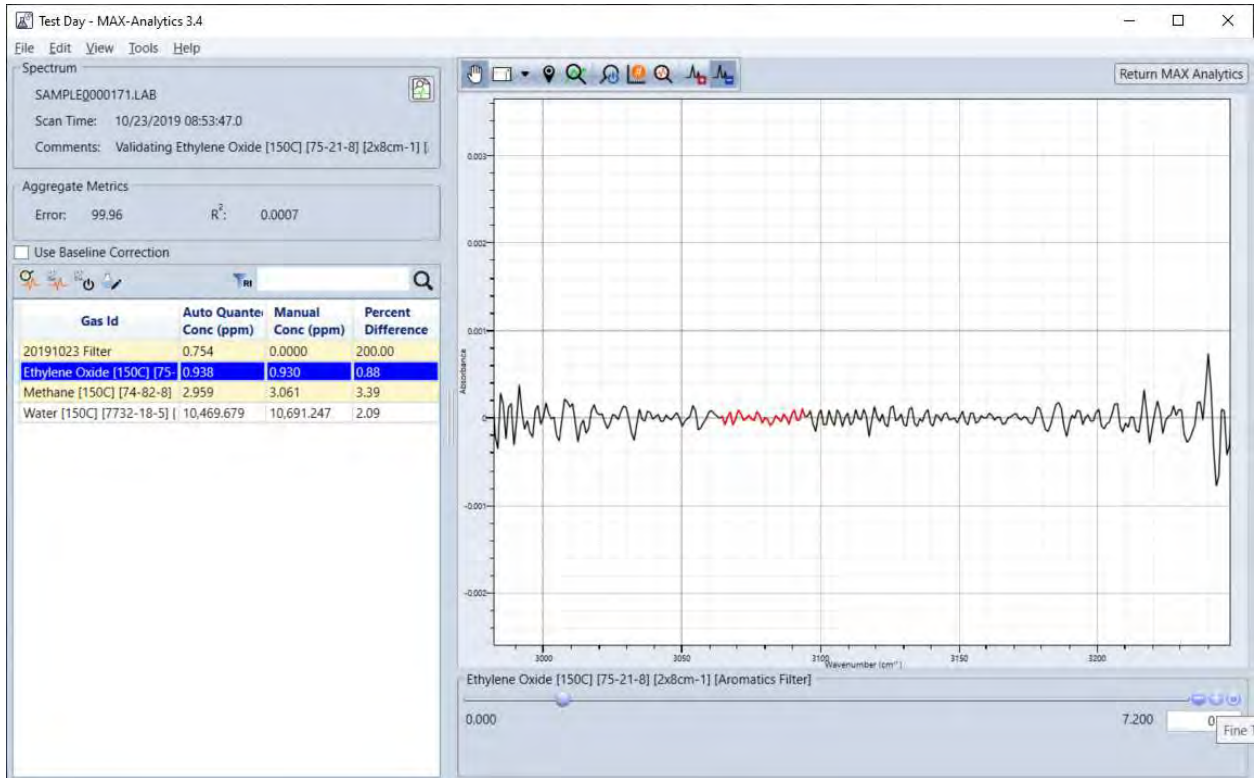 Test Day - MAX-Analytics 3.4
File Edit View Tools Help
Spectrum
SAMPLE0000171.LAB
Scan Time: 10/23/2019 08:53:47.0
Comments: Validating Ethylene Oxide [150C] [75-21-8] [2x8cm-1] [
Aggregate Metrics
Error: 99.96 R²: 0.0007
Use Baseline Correction
RI
Gas Id Auto Quante Manual Percent
Conc (ppm) Conc (ppm) Difference
20191023 Filter 0.754 0.0000 200.00
Ethylene Oxide [150C] [75- 0.938 0.930 0.88
Methane [150C] [74-82-8] 2.959 3.061 3.39
Water [150C] [7732-18-5] ( 10,469.679 10,691.247 2.09
Return MAX Analytics
0.003
0.002
0.001
0
-0.001
-0.002
Absorbance
3000 3050 3100 3150 3200
Wavenumber (cm⁻¹)
Ethylene Oxide [150C] [75-21-8] [2x8cm-1] [Aromatics Filter]
0.000 7.200 0
Fine